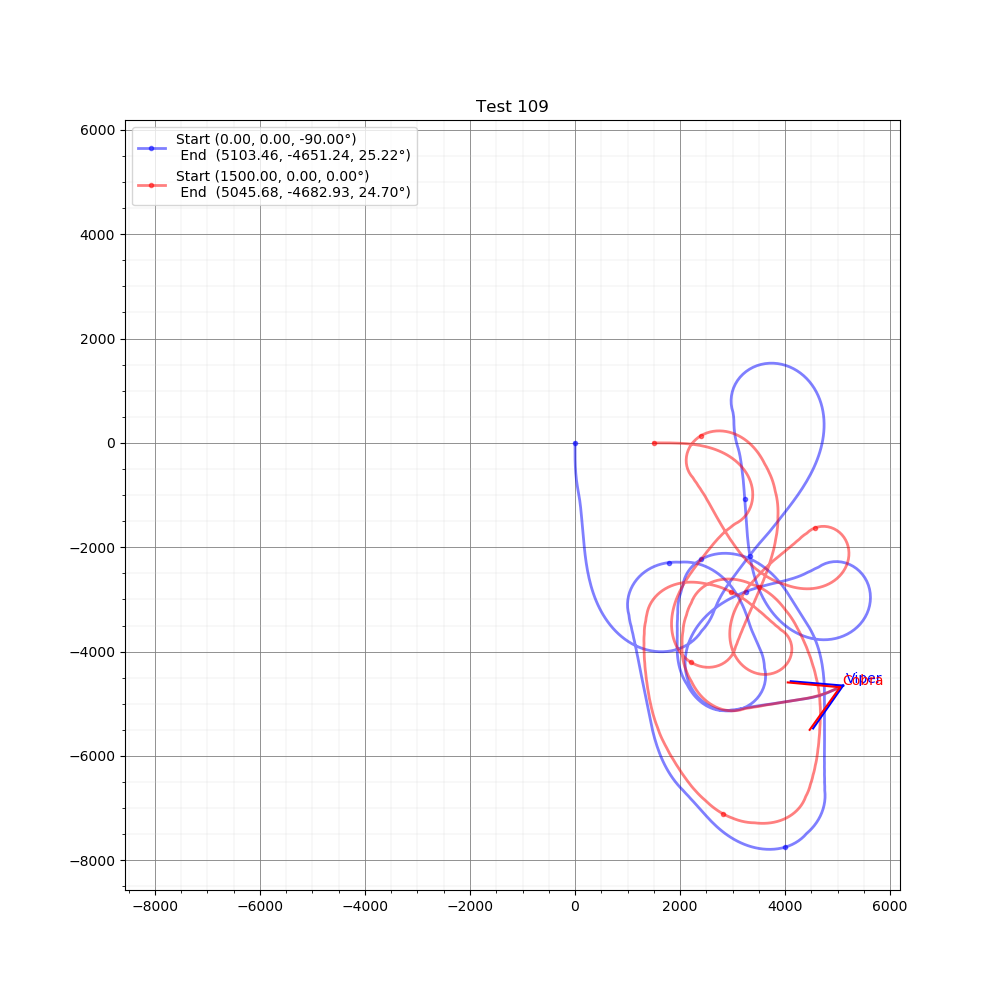 Test 109
Start (0.00, 0.00, -90.00°)
End  (5103.46, -4651.24, 25.22°)
Start (1500.00, 0.00, 0.00°)
End  (5045.68, -4682.93, 24.70°)
6000
4000
2000
0
−2000
−4000
−6000
−8000
Viper
Cobra
−8000 −6000 −4000 −2000 0 2000 4000 6000